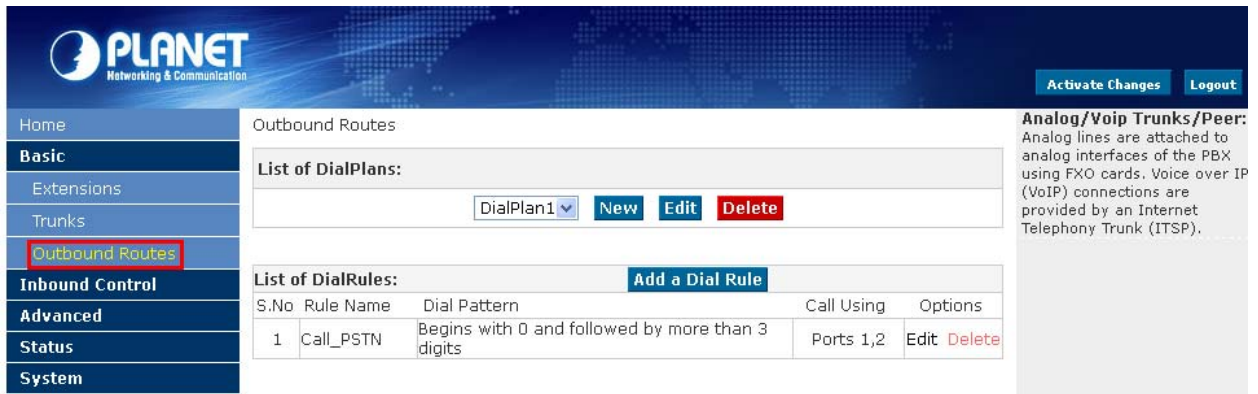 PLANET
Networking & Communication
Activate Changes
Logout
Home
Basic
Extensions
Trunks
Outbound Routes
Inbound Control
Advanced
Status
System
Outbound Routes
List of DialPlans:
DialPlan1 New Edit Delete
List of DialRules: Add a Dial Rule
S.No Rule Name Dial Pattern Call Using Options
1 Call_PSTN Begins with 0 and followed by more than 3 digits Ports 1,2 Edit Delete
Analog/Voip Trunks/Peer:
Analog lines are attached to
analog interfaces of the PBX
using FXO cards. Voice over IP
(VoIP) connections are
provided by an Internet
Telephony Trunk (ITSP).